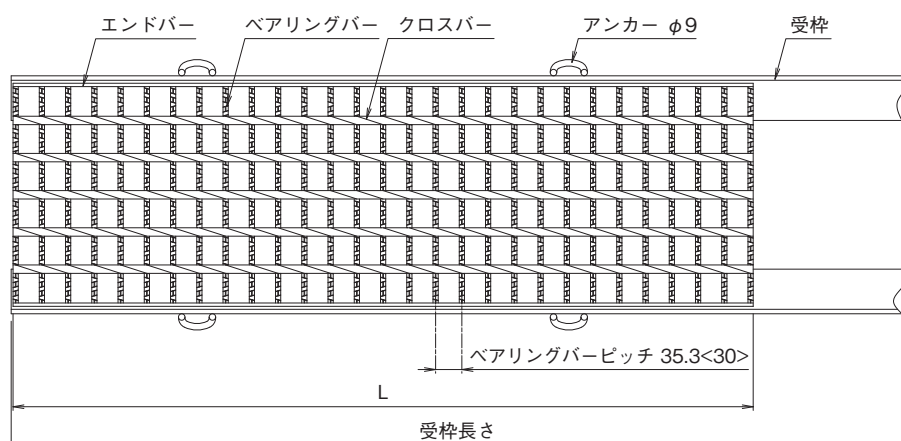 エンドバー
ベアリングバー
クロスバー
アンカー φ9
受枠
ベアリングバーピッチ 35.3<30>
L
受枠長さ